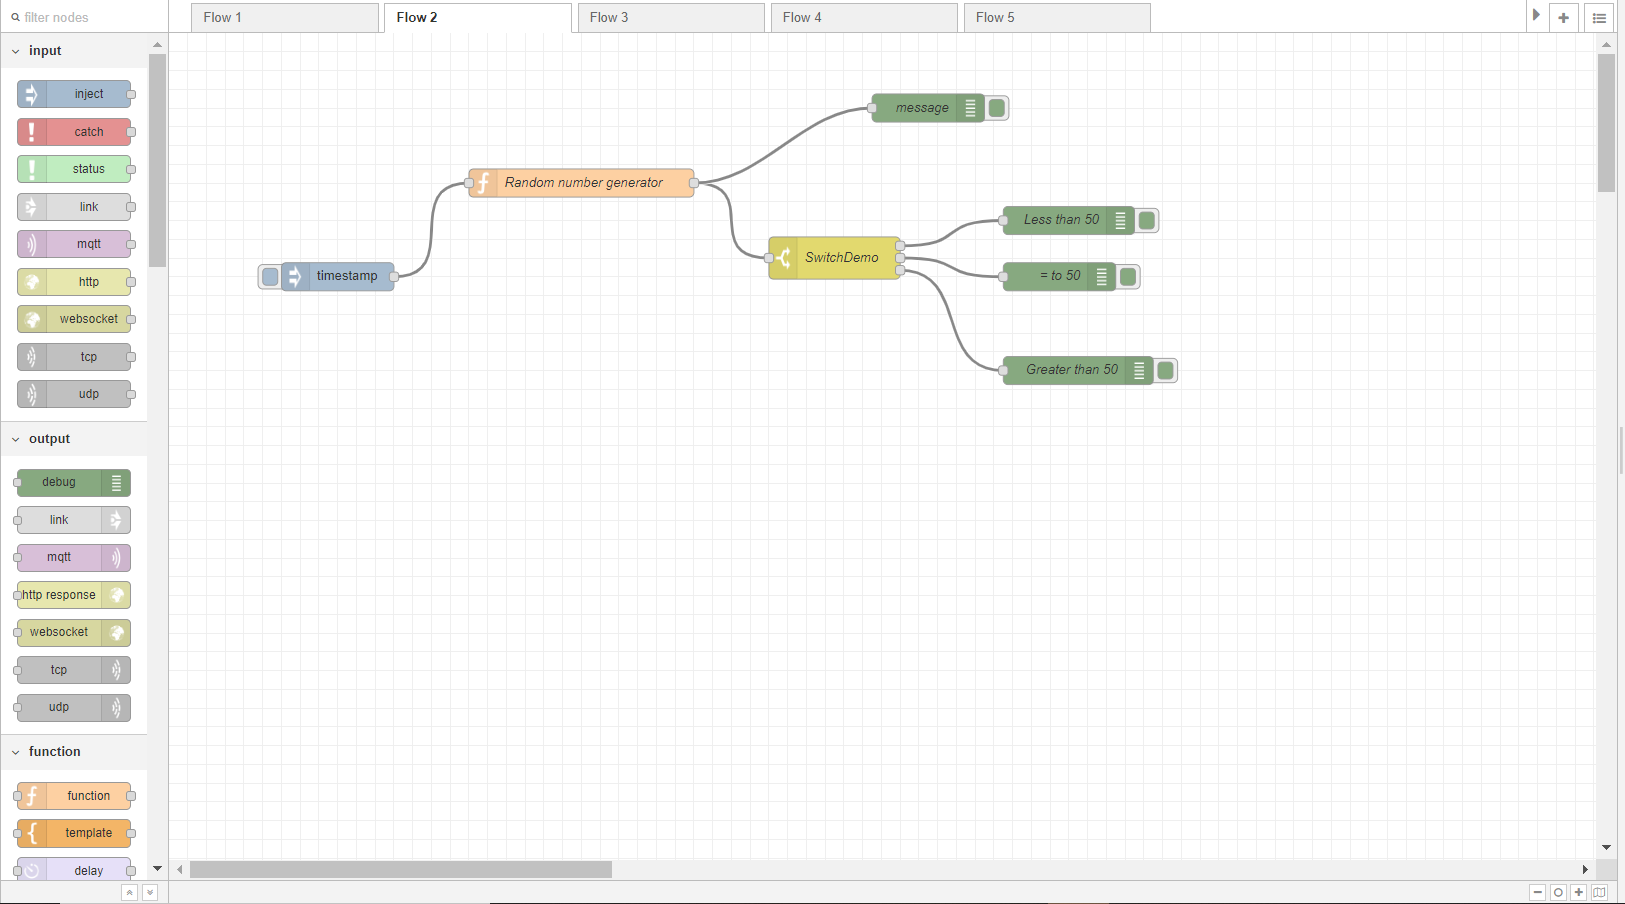 filter nodes
Flow 1
Flow 2
Flow 3
Flow 4
Flow 5
input
inject
catch
status
link
mqtt
http
websocket
tcp
udp
output
debug
link
mqtt
http response
websocket
tcp
udp
function
function
template
delay
message
Random number generator
timestamp
SwitchDemo
Less than 50
= to 50
Greater than 50